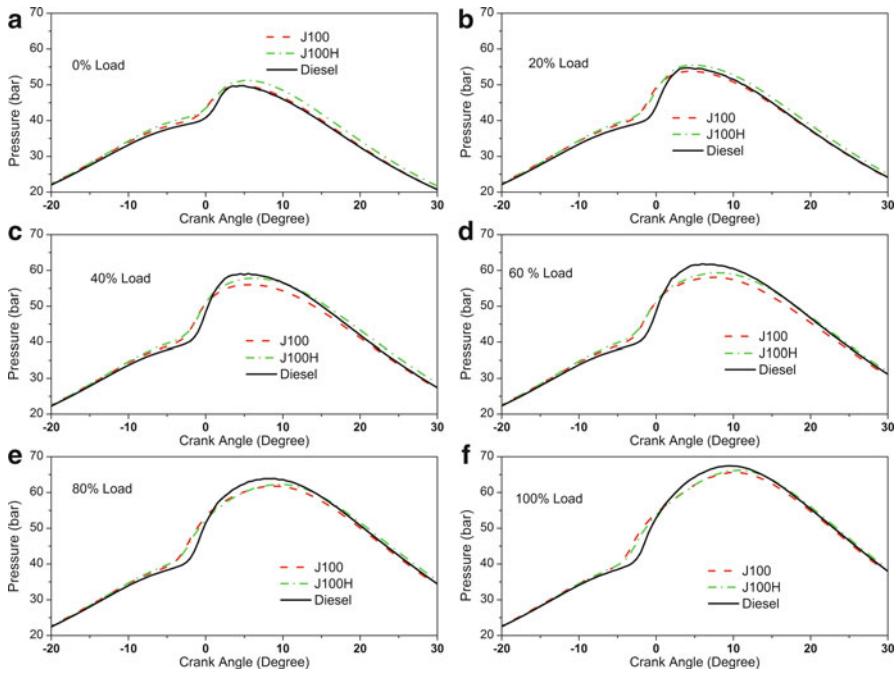 a
70
60
50
40
30
20
Pressure (bar)
0% Load
J100
J100H
Diesel
-20
-10
0
10
20
30
Crank Angle (Degree)
b
70
60
50
40
30
20
Pressure (bar)
20% Load
J100
J100H
Diesel
-20
-10
0
10
20
30
Crank Angle (Degree)
c
70
60
50
40
30
20
Pressure (bar)
40% Load
J100
J100H
Diesel
-20
-10
0
10
20
30
Crank Angle (Degree)
d
70
60
50
40
30
20
Pressure (bar)
60 % Load
J100
J100H
Diesel
-20
-10
0
10
20
30
Crank Angle (Degree)
e
70
60
50
40
30
20
Pressure (bar)
80% Load
J100
J100H
Diesel
-20
-10
0
10
20
30
Crank Angle (Degree)
f
70
60
50
40
30
20
Pressure (bar)
100% Load
J100
J100H
Diesel
-20
-10
0
10
20
30
Crank Angle (Degree)